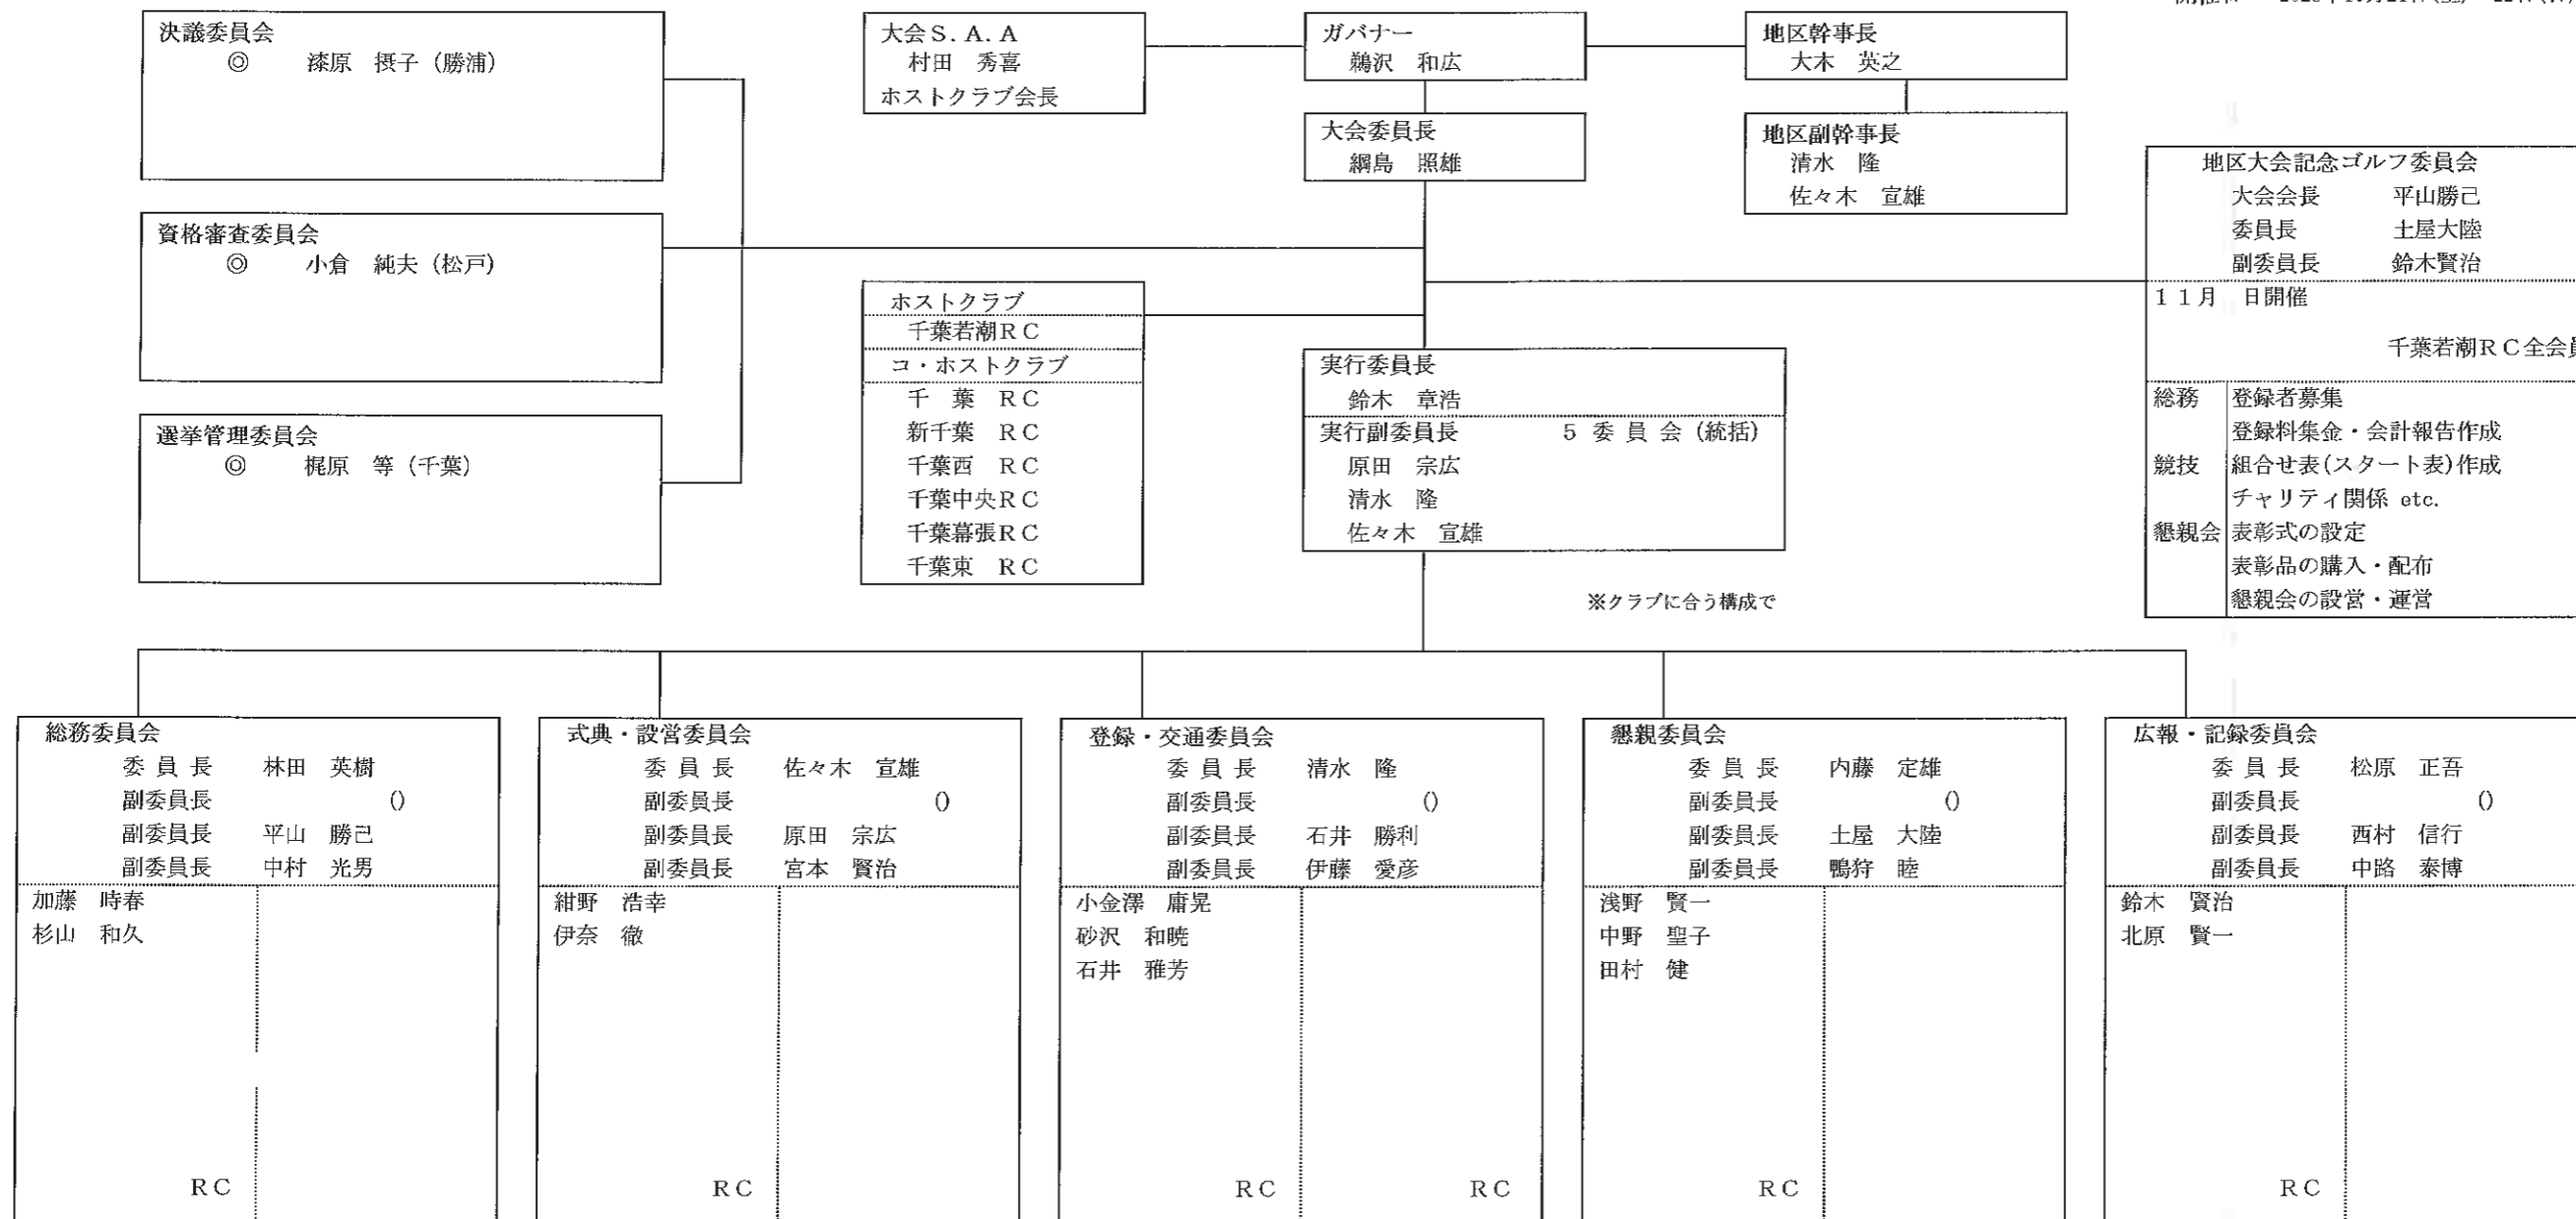 決議委員会
◎ 漆原 摂子（勝浦）
資格審査委員会
◎ 小倉 純夫（松戸）
選挙管理委員会
◎ 梶原 等（千葉）
大会Ｓ．Ａ．Ａ
村田 秀喜
ホストクラブ会長
ガバナー
鵜沢 和広
地区幹事長
大木 英之
大会委員長
綱島 照雄
地区副幹事長
清水 隆
佐々木 宣雄
ホストクラブ
千葉若潮ＲＣ
コ・ホストクラブ
千 葉 ＲＣ
新千葉 ＲＣ
千葉西 ＲＣ
千葉中央ＲＣ
千葉幕張ＲＣ
千葉東 ＲＣ
実行委員長
鈴木 章浩
実行副委員長 5 委 員 会（統括）
原田 宗広
清水 隆
佐々木 宣雄
※クラブに合う構成で
地区大会記念ゴルフ委員会
大会会長 平山勝己
委員長 土屋大陸
副委員長 鈴木賢治
１１月 日開催
千葉若潮ＲＣ全会員
総務 登録者募集
登録料集金・会計報告作成
競技 組合せ表(スタート表)作成
チャリティ関係 etc.
懇親会 表彰式の設定
表彰品の購入・配布
懇親会の設営・運営
総務委員会
委 員 長 林田 英樹
副委員長 ()
副委員長 平山 勝己
副委員長 中村 光男
加藤 時春
杉山 和久
ＲＣ
式典・設営委員会
委 員 長 佐々木 宣雄
副委員長 ()
副委員長 原田 宗広
副委員長 宮本 賢治
紺野 浩幸
伊奈 徹
ＲＣ
登録・交通委員会
委 員 長 清水 隆
副委員長 ()
副委員長 石井 勝利
副委員長 伊藤 愛彦
小金澤 庸晃
砂沢 和暁
石井 雅芳
ＲＣ ＲＣ
懇親委員会
委 員 長 内藤 定雄
副委員長 ()
副委員長 土屋 大陸
副委員長 鴨狩 睦
浅野 賢一
中野 聖子
田村 健
ＲＣ
広報・記録委員会
委 員 長 松原 正吾
副委員長 ()
副委員長 西村 信行
副委員長 中路 泰博
鈴木 賢治
北原 賢一
ＲＣ